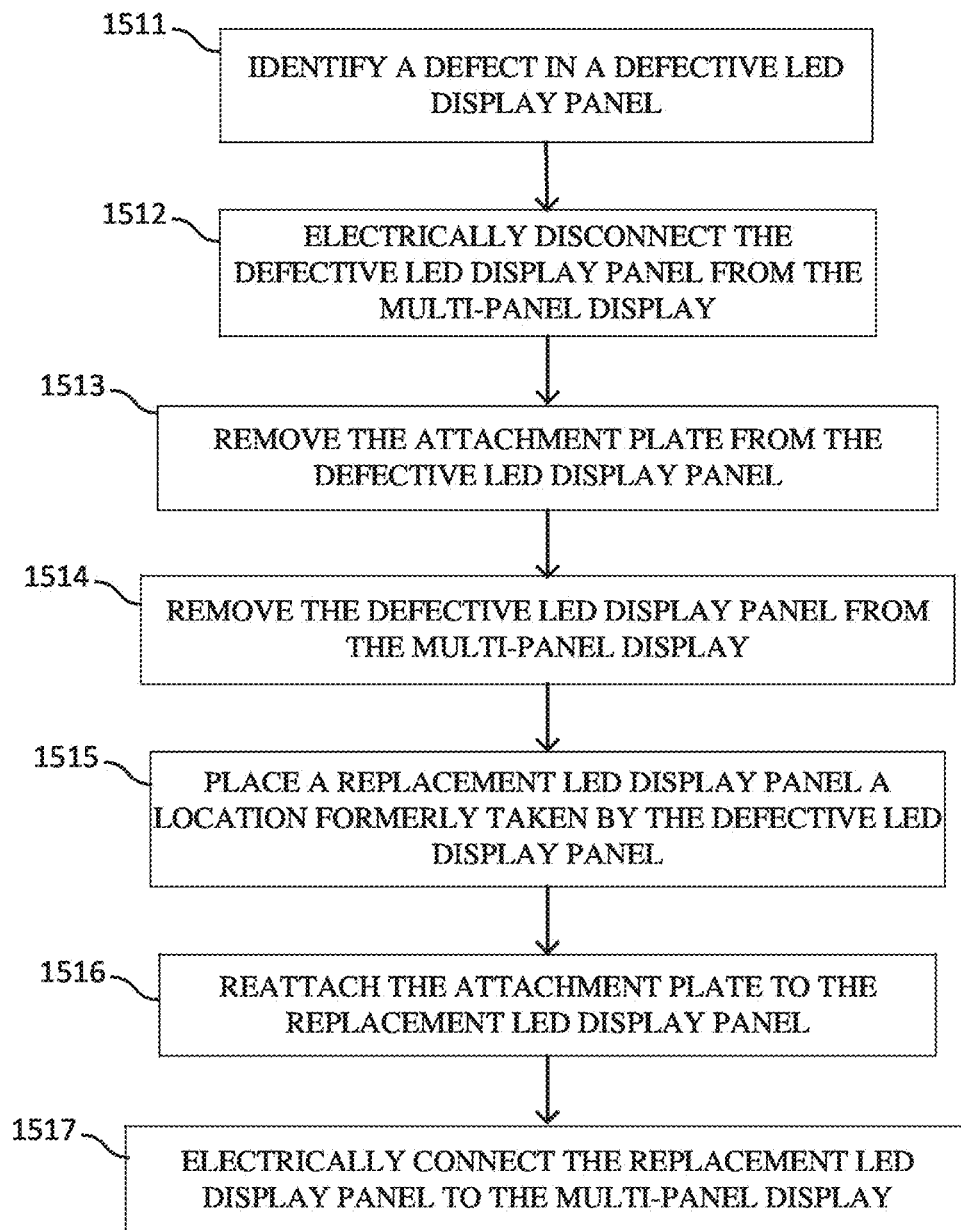 1511
IDENTIFY A DEFECT IN A DEFECTIVE LED
DISPLAY PANEL
1512
ELECTRICALLY DISCONNECT THE
DEFECTIVE LED DISPLAY PANEL FROM THE
MULTI-PANEL DISPLAY
1513
REMOVE THE ATTACHMENT PLATE FROM THE
DEFECTIVE LED DISPLAY PANEL
1514
REMOVE THE DEFECTIVE LED DISPLAY PANEL FROM
THE MULTI-PANEL DISPLAY
1515
PLACE A REPLACEMENT LED DISPLAY PANEL A
LOCATION FORMERLY TAKEN BY THE DEFECTIVE LED
DISPLAY PANEL
1516
REATTACH THE ATTACHMENT PLATE TO THE
REPLACEMENT LED DISPLAY PANEL
1517
ELECTRICALLY CONNECT THE REPLACEMENT LED
DISPLAY PANEL TO THE MULTI-PANEL DISPLAY